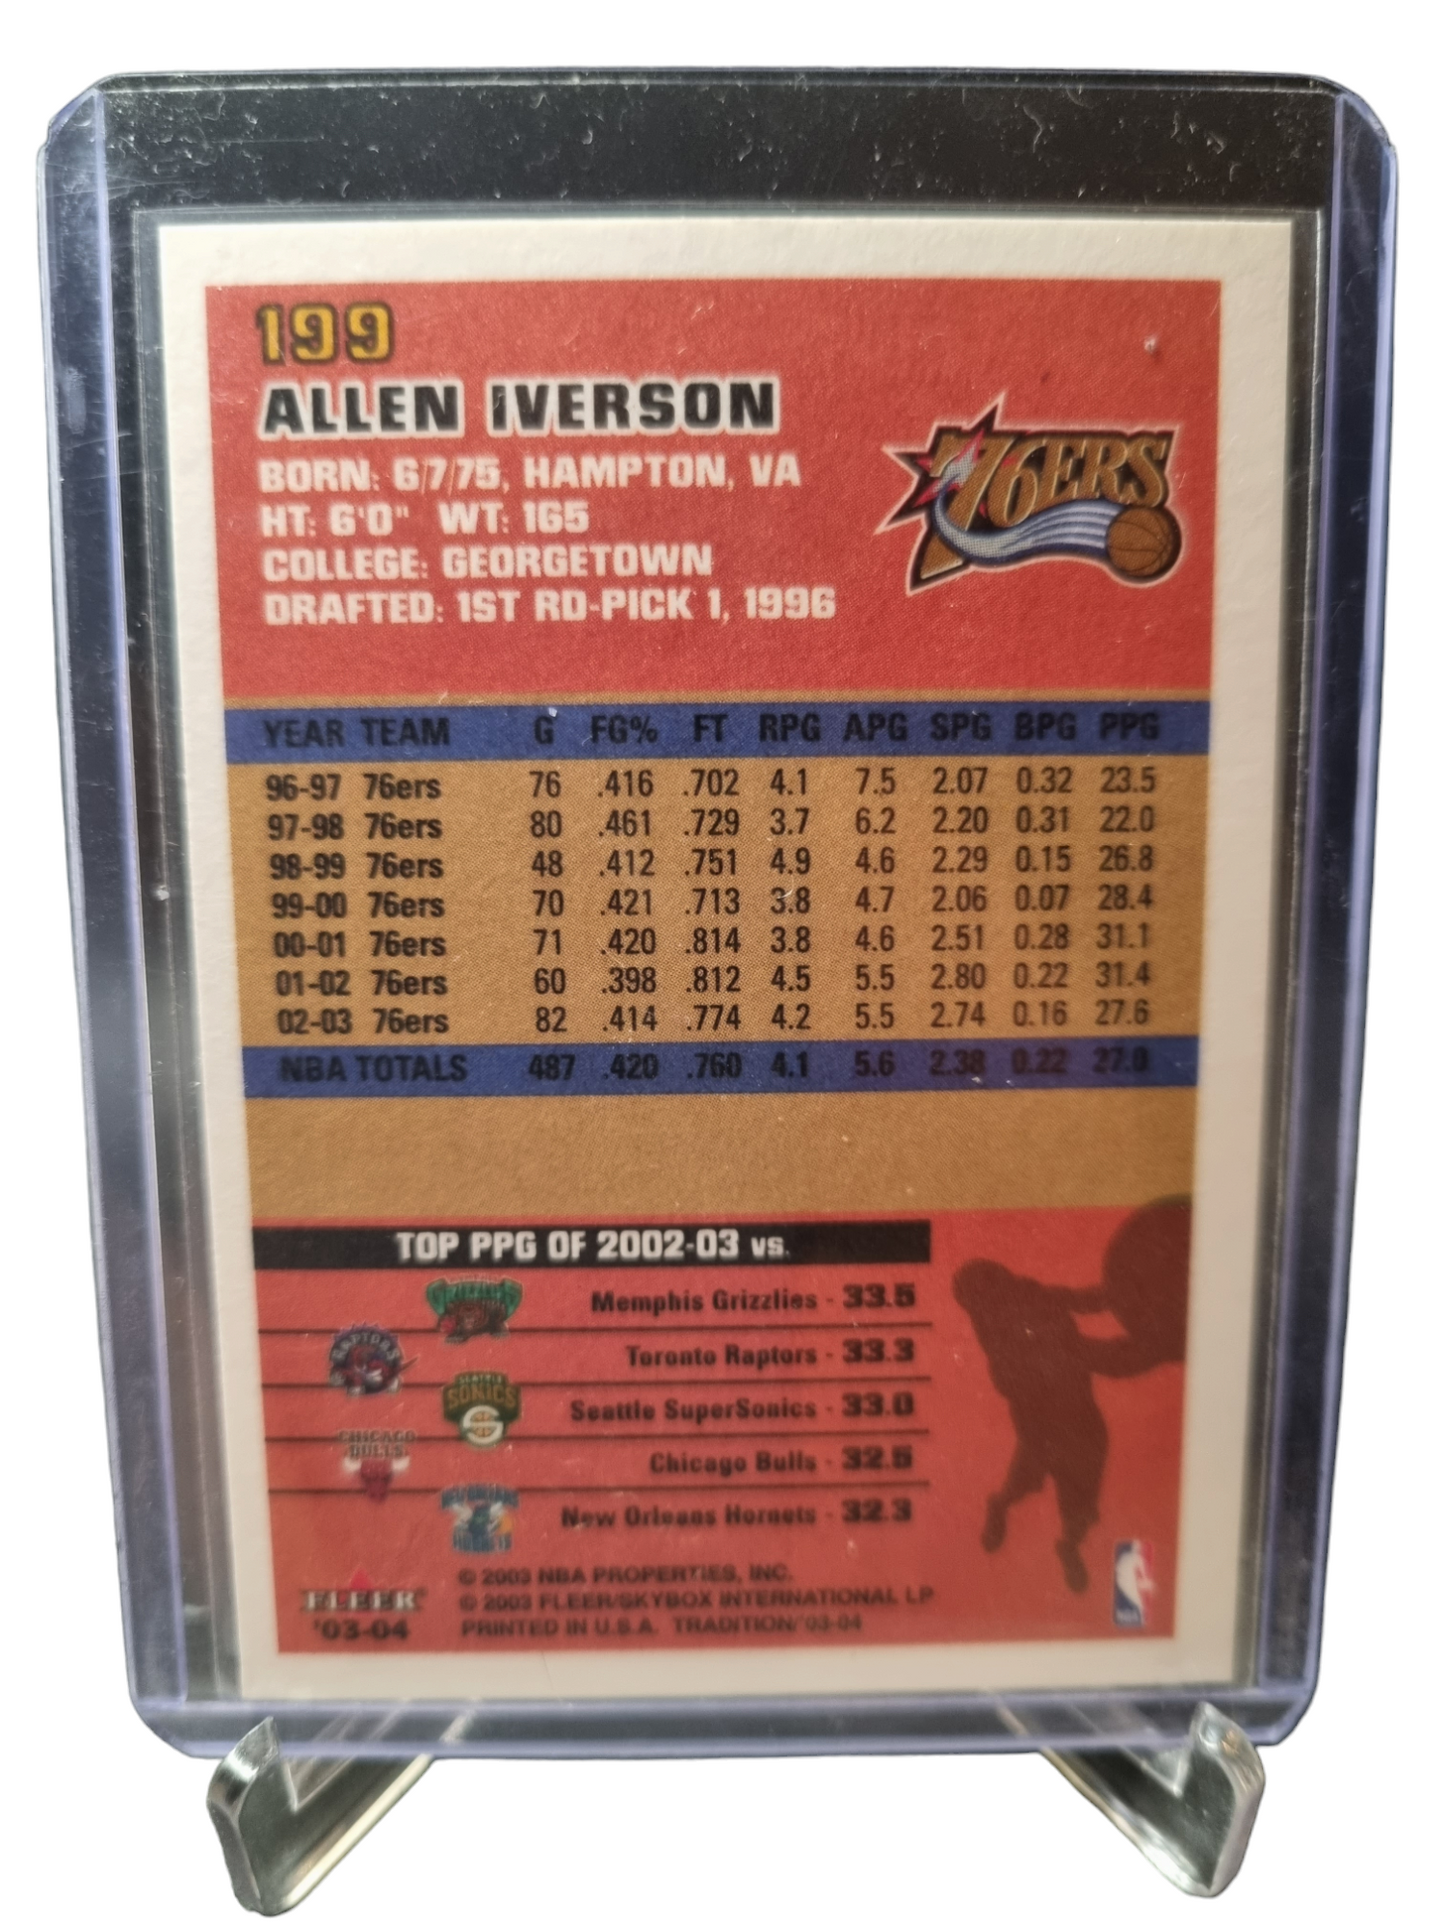 199
ALLEN IVERSON
BORN: 6/7/75, HAMPTON, VA
HT: 6'0" WT: 165
COLLEGE: GEORGETOWN
DRAFTED: 1ST RD-PICK 1, 1996
76ERS
YEAR TEAM G FG% FT RPG APG SPG BPG PPG
96-97 76ers 76 .416 .702 4.1 7.5 2.07 0.32 23.5
97-98 76ers 80 .461 .729 3.7 6.2 2.20 0.31 22.0
98-99 76ers 48 .412 .751 4.9 4.6 2.29 0.15 26.8
99-00 76ers 70 .421 .713 3.8 4.7 2.06 0.07 28.4
00-01 76ers 71 .420 .814 3.8 4.6 2.51 0.28 31.1
01-02 76ers 60 .398 .812 4.5 5.5 2.80 0.22 31.4
02-03 76ers 82 .414 .774 4.2 5.5 2.74 0.16 27.6
NBA TOTALS 487 .420 .760 4.1 5.6 2.38 0.22 27.0
TOP PPG OF 2002-03 vs.
Memphis Grizzlies - 33.5
RAPTORS
Toronto Raptors - 33.3
SEATTLE
SONICS
Seattle SuperSonics - 33.0
CHICAGO
BULLS
Chicago Bulls - 32.5
NEW ORLEANS
HORNETS
New Orleans Hornets - 32.3
FLEER
'03-04
© 2003 NBA PROPERTIES, INC.
© 2003 FLEER/SKYBOX INTERNATIONAL LP
PRINTED IN U.S.A. TRADITION/'03-04
NBA